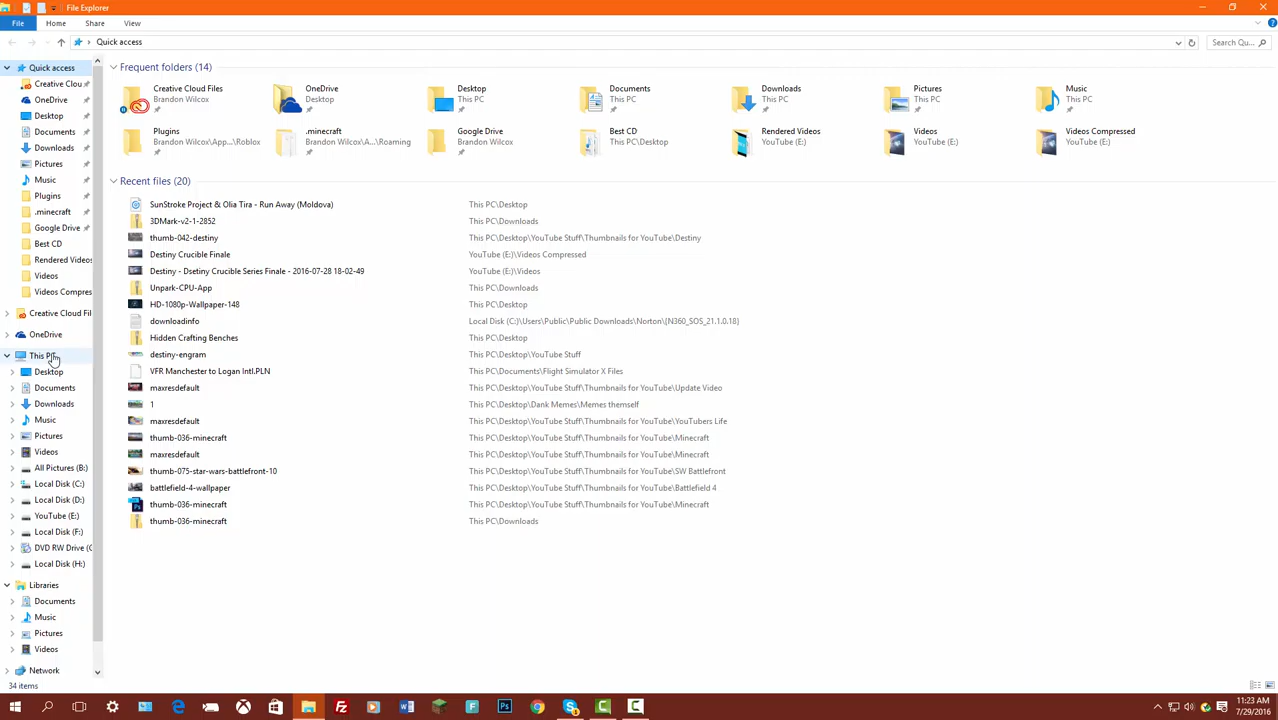 File Explorer
File Home Share View
Quick access Search Qu...
Quick access
Creative Clou
OneDrive
Desktop
Documents
Downloads
Pictures
Music
Plugins
.minecraft
Google Drive
Best CD
Rendered Videos
Videos
Videos Compres
Creative Cloud Fil
OneDrive
This PC
Desktop
Documents
Downloads
Music
Pictures
Videos
All Pictures (B:)
Local Disk (C:)
Local Disk (D:)
YouTube (E:)
Local Disk (F:)
DVD RW Drive (
Local Disk (H:)
Libraries
Documents
Music
Pictures
Videos
Network
34 items
Frequent folders (14)
Creative Cloud Files
Brandon Wilcox
OneDrive
Desktop
Desktop
This PC
Documents
This PC
Downloads
This PC
Pictures
This PC
Music
This PC
Plugins
Brandon Wilcox\App...\Roblox
.minecraft
Brandon Wilcox\A...\Roaming
Google Drive
Brandon Wilcox
Best CD
This PC\Desktop
Rendered Videos
YouTube (E:)
Videos
YouTube (E:)
Videos Compressed
YouTube (E:)
Recent files (20)
SunStroke Project & Olia Tira - Run Away (Moldova) This PC\Desktop
3DMark-v2-1-2852 This PC\Downloads
thumb-042-destiny This PC\Desktop\YouTube Stuff\Thumbnails for YouTube\Destiny
Destiny Crucible Finale YouTube (E:)\Videos Compressed
Destiny - Dsetiny Crucible Series Finale - 2016-07-28 18-02-49 YouTube (E:)\Videos
Unpark-CPU-App This PC\Downloads
HD-1080p-Wallpaper-148 This PC\Desktop
downloadinfo Local Disk (C:)\Users\Public\Public Downloads\Norton\{N360_SOS_21.1.0.18}
Hidden Crafting Benches This PC\Desktop
destiny-engram This PC\Desktop\YouTube Stuff
VFR Manchester to Logan Intl.PLN This PC\Documents\Flight Simulator X Files
maxresdefault This PC\Desktop\YouTube Stuff\Thumbnails for YouTube\Update Video
1 This PC\Desktop\Dank Memes\Memes themself
maxresdefault This PC\Desktop\YouTube Stuff\Thumbnails for YouTube\YouTubers Life
thumb-036-minecraft This PC\Desktop\YouTube Stuff\Thumbnails for YouTube\Minecraft
maxresdefault This PC\Desktop\YouTube Stuff\Thumbnails for YouTube\Minecraft
thumb-075-star-wars-battlefront-10 This PC\Desktop\YouTube Stuff\Thumbnails for YouTube\SW Battlefront
battlefield-4-wallpaper This PC\Desktop\YouTube Stuff\Thumbnails for YouTube\Battlefield 4
thumb-036-minecraft This PC\Desktop\YouTube Stuff\Thumbnails for YouTube\Minecraft
thumb-036-minecraft This PC\Downloads
11:23 AM
7/29/2016